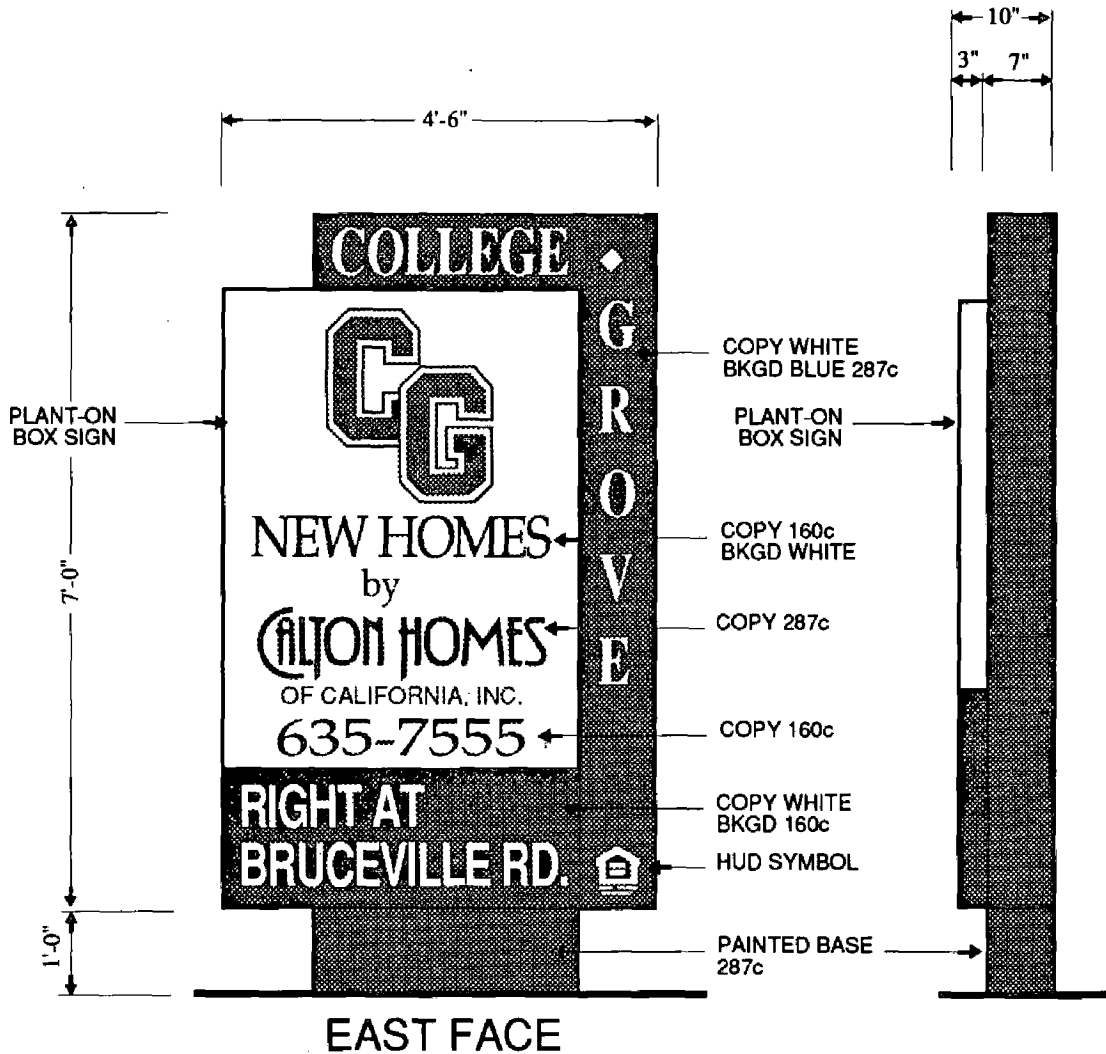 10"
3" 7"
4'-6"
COLLEGE
GROVE
CG
NEW HOMES
by
CALTON HOMES
OF CALIFORNIA, INC.
635-7555
RIGHT AT
BRUCEVILLE RD.
PLANT-ON
BOX SIGN
7'-0"
1'-0"
COPY WHITE
BKGD BLUE 287c
PLANT-ON
BOX SIGN
COPY 160c
BKGD WHITE
COPY 287c
COPY 160c
COPY WHITE
BKGD 160c
HUD SYMBOL
PAINTED BASE
287c
EAST FACE